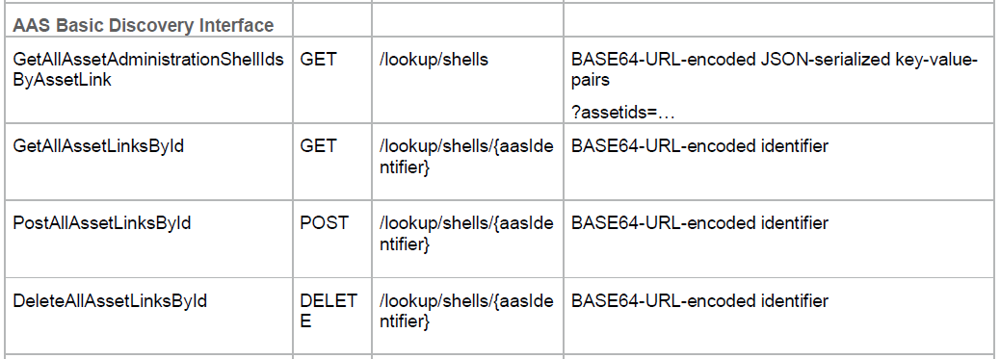 AAS Basic Discovery Interface
GetAllAssetAdministrationShellIds
ByAssetLink
GET
/lookup/shells
BASE64-URL-encoded JSON-serialized key-value-
pairs
?assetids=…
GetAllAssetLinksById
GET
/lookup/shells/{aasIde
ntifier}
BASE64-URL-encoded identifier
PostAllAssetLinksById
POST
/lookup/shells/{aasIde
ntifier}
BASE64-URL-encoded identifier
DeleteAllAssetLinksById
DELET
E
/lookup/shells/{aasIde
ntifier}
BASE64-URL-encoded identifier